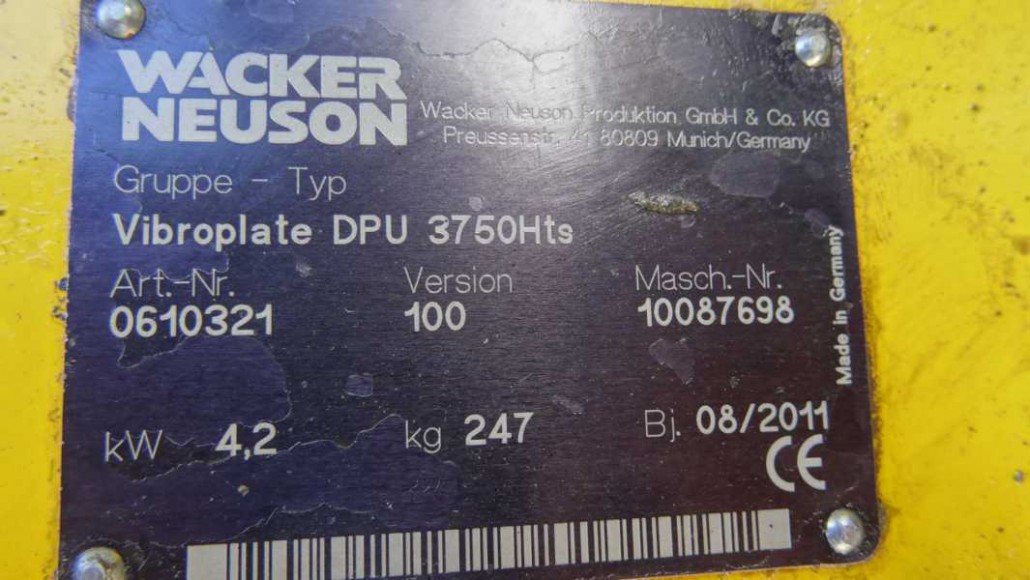 WACKER
NEUSON
Wacker Neuson Produktion GmbH & Co. KG
Preussenstr. 41 80809 Munich/Germany
Gruppe - Typ
Vibroplate DPU 3750Hts
Art.-Nr. Version Masch.-Nr.
0610321 100 10087698
Made in Germany
kW 4,2 kg 247 Bj. 08/2011
CE